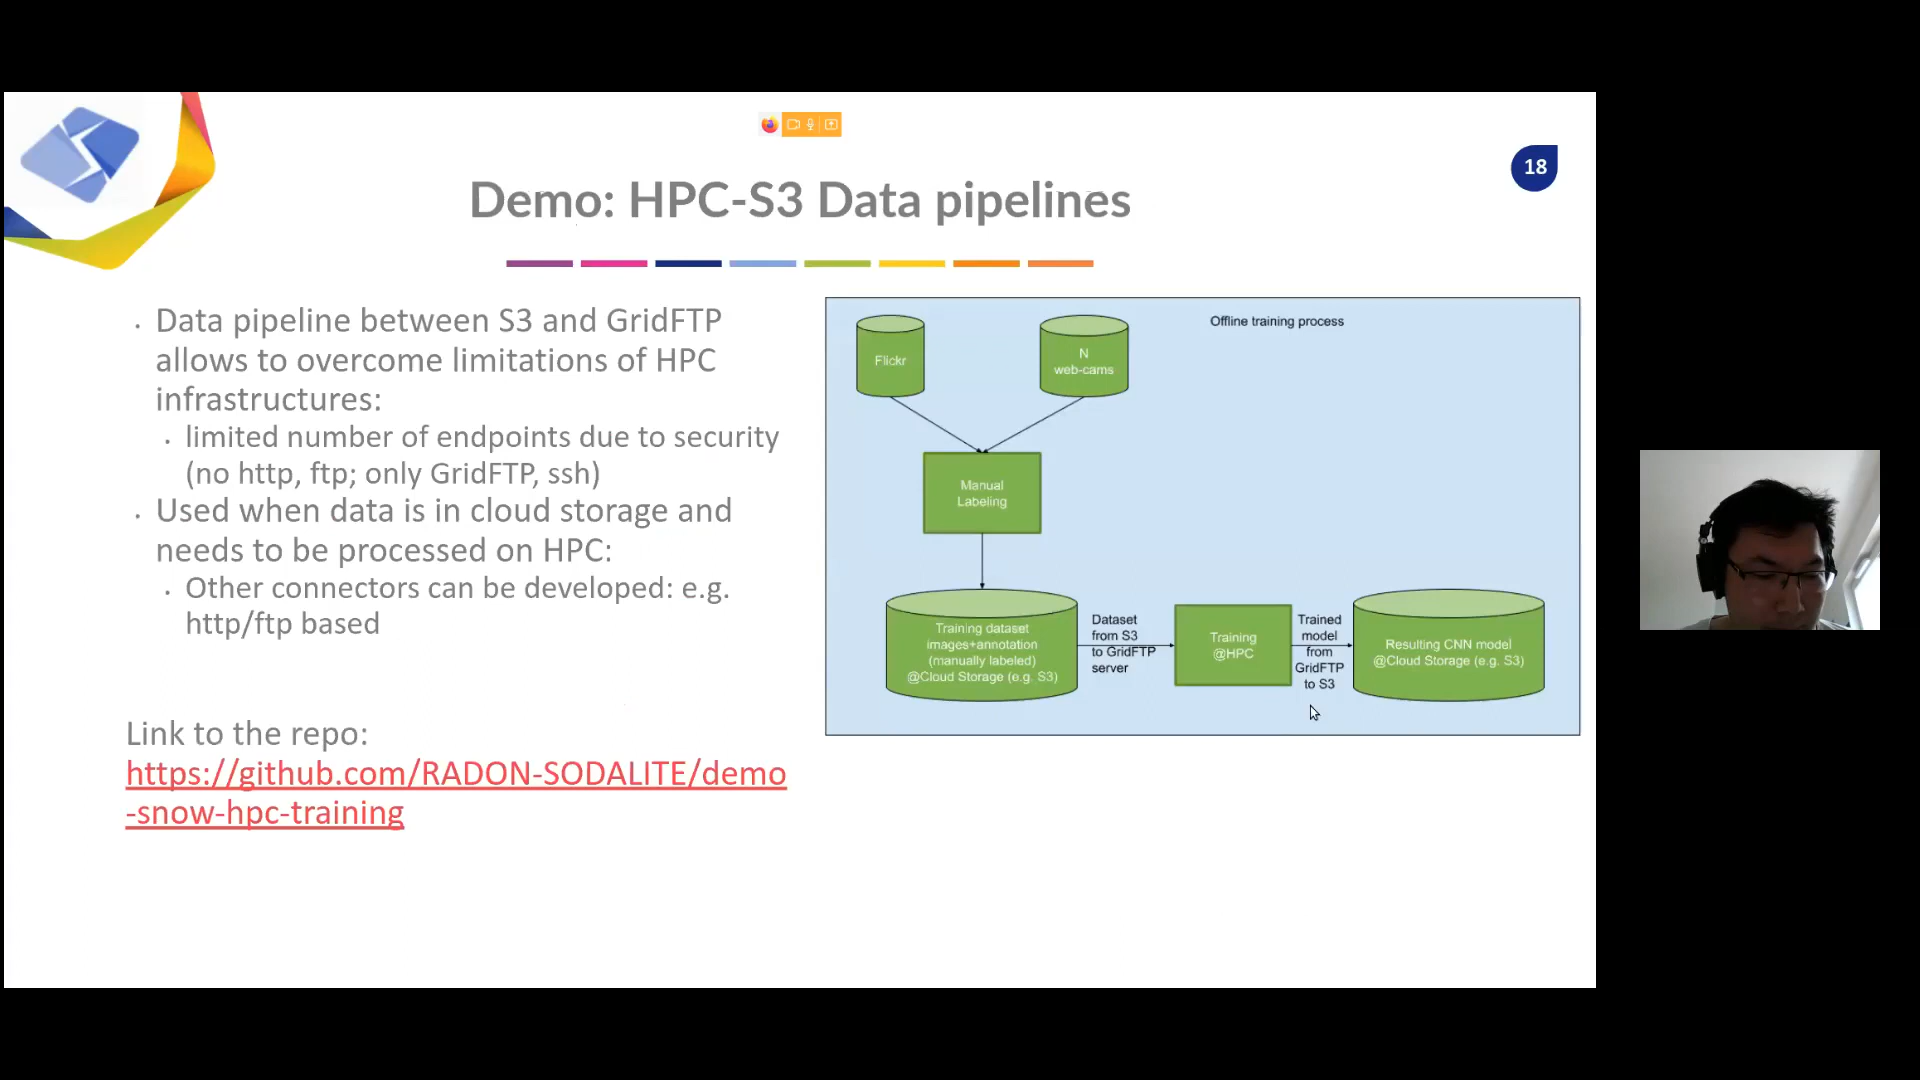 18
Demo: HPC-S3 Data pipelines
Data pipeline between S3 and GridFTP
allows to overcome limitations of HPC
infrastructures:
limited number of endpoints due to security
(no http, ftp; only GridFTP, ssh)
Used when data is in cloud storage and
needs to be processed on HPC:
Other connectors can be developed: e.g.
http/ftp based
Link to the repo:
https://github.com/RADON-SODALITE/demo
-snow-hpc-training
Offline training process
Flickr
N
web-cams
Manual
Labeling
Training dataset
images+annotation
(manually labeled)
@Cloud Storage (e.g. S3)
Dataset
from S3
to GridFTP
server
Training
@HPC
Trained
model
from
GridFTP
to S3
Resulting CNN model
@Cloud Storage (e.g. S3)